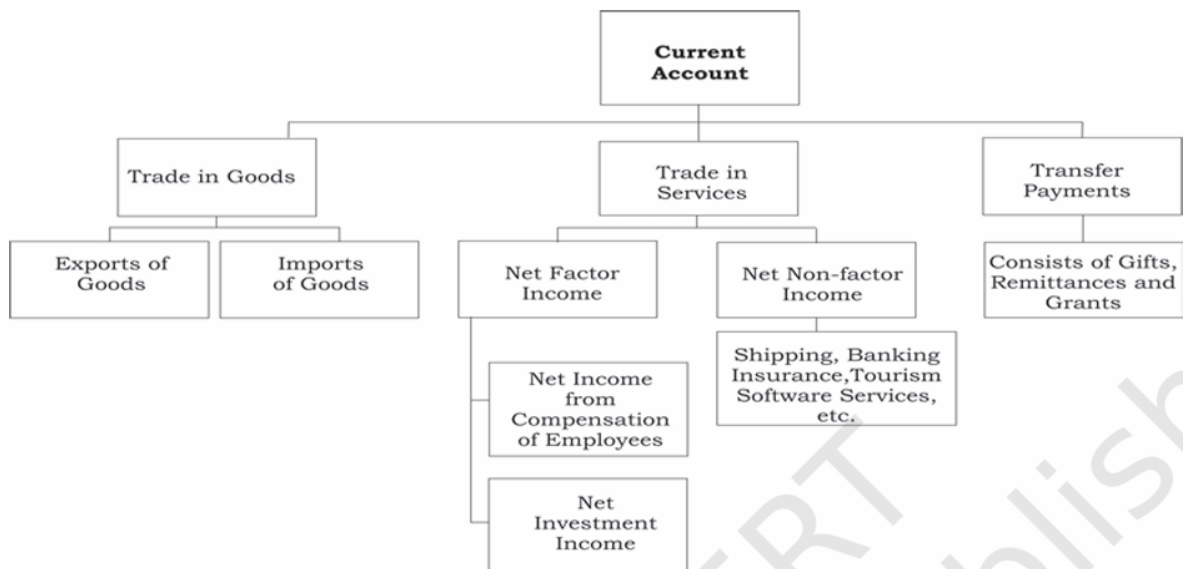 Current
Account
Trade in Goods
Trade in
Services
Transfer
Payments
Exports of
Goods
Imports
of Goods
Net Factor
Income
Net Non-factor
Income
Consists of Gifts,
Remittances and
Grants
Shipping, Banking
Insurance,Tourism
Software Services,
etc.
Net Income
from
Compensation
of Employees
Net
Investment
Income